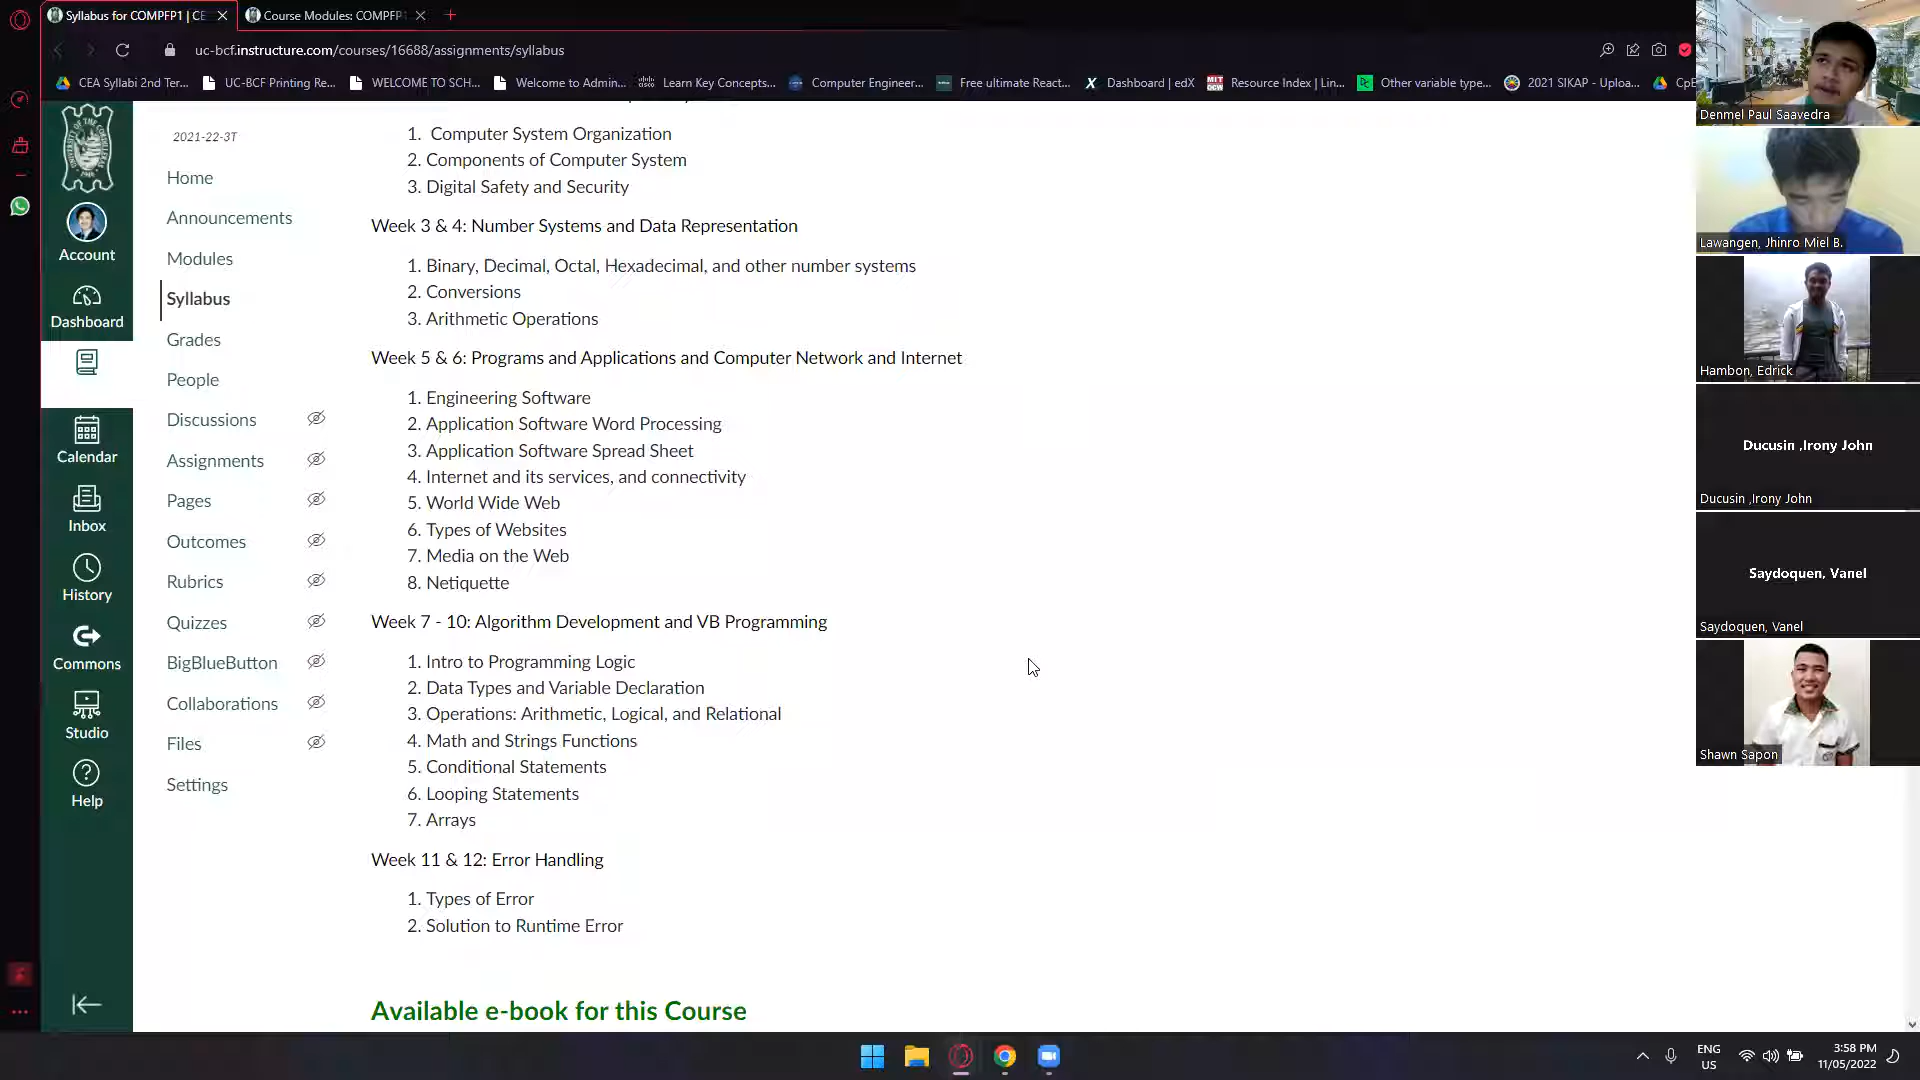 Syllabus for COMPFP1 | CE
Course Modules: COMPFP1
uc-bcf.instructure.com/courses/16688/assignments/syllabus
CEA Syllabi 2nd Ter...
UC-BCF Printing Re...
WELCOME TO SCH...
Welcome to Admin...
Learn Key Concepts...
Computer Engineer...
Free ultimate React...
Dashboard | edX
Resource Index | Lin...
Other variable type...
2021 SIKAP - Uploa...
CpE
Account
Dashboard
Calendar
Inbox
History
Commons
Studio
Help
2021-22-3T
Home
Announcements
Modules
Syllabus
Grades
People
Discussions
Assignments
Pages
Outcomes
Rubrics
Quizzes
BigBlueButton
Collaborations
Files
Settings
1. Computer System Organization
2. Components of Computer System
3. Digital Safety and Security
Week 3 & 4: Number Systems and Data Representation
1. Binary, Decimal, Octal, Hexadecimal, and other number systems
2. Conversions
3. Arithmetic Operations
Week 5 & 6: Programs and Applications and Computer Network and Internet
1. Engineering Software
2. Application Software Word Processing
3. Application Software Spread Sheet
4. Internet and its services, and connectivity
5. World Wide Web
6. Types of Websites
7. Media on the Web
8. Netiquette
Week 7 - 10: Algorithm Development and VB Programming
1. Intro to Programming Logic
2. Data Types and Variable Declaration
3. Operations: Arithmetic, Logical, and Relational
4. Math and Strings Functions
5. Conditional Statements
6. Looping Statements
7. Arrays
Week 11 & 12: Error Handling
1. Types of Error
2. Solution to Runtime Error
Available e-book for this Course
Denmel Paul Saavedra
Lawangen, Jhinro Miel B.
Hambon, Edrick
Ducusin ,Irony John
Ducusin ,Irony John
Saydoquen, Vanel
Saydoquen, Vanel
Shawn Sapon
ENG
US
3:58 PM
11/05/2022